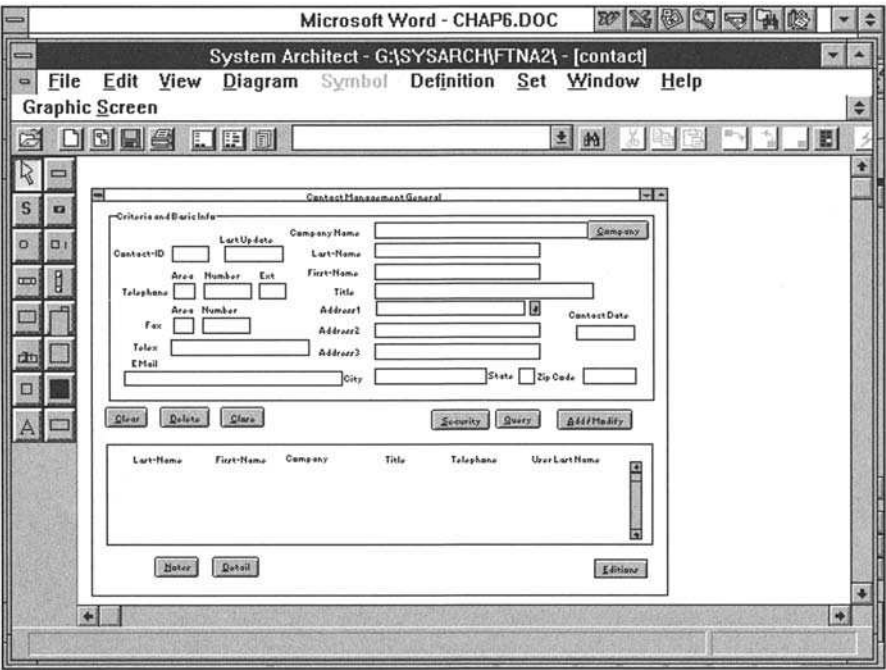 Microsoft Word - CHAP6.DOC
System Architect - G:\SYSARCH\FTNA2\ - [contact]
File Edit View Diagram Symbol Definition Set Window Help
Graphic Screen
S
A
Contact Management General
Criteria and Basic Info
Company Name Company
Last Update
Contact-ID Last-Name
Area Number Ext First-Name
Telephone Title
Area Number Address1 Contact Date
Fax Address2
Telex Address3
EMail
City State Zip Code
Clear Delete Close Security Query Add/Modify
Last-Name First-Name Company Title Telephone User Last Name
Notes Detail Editions